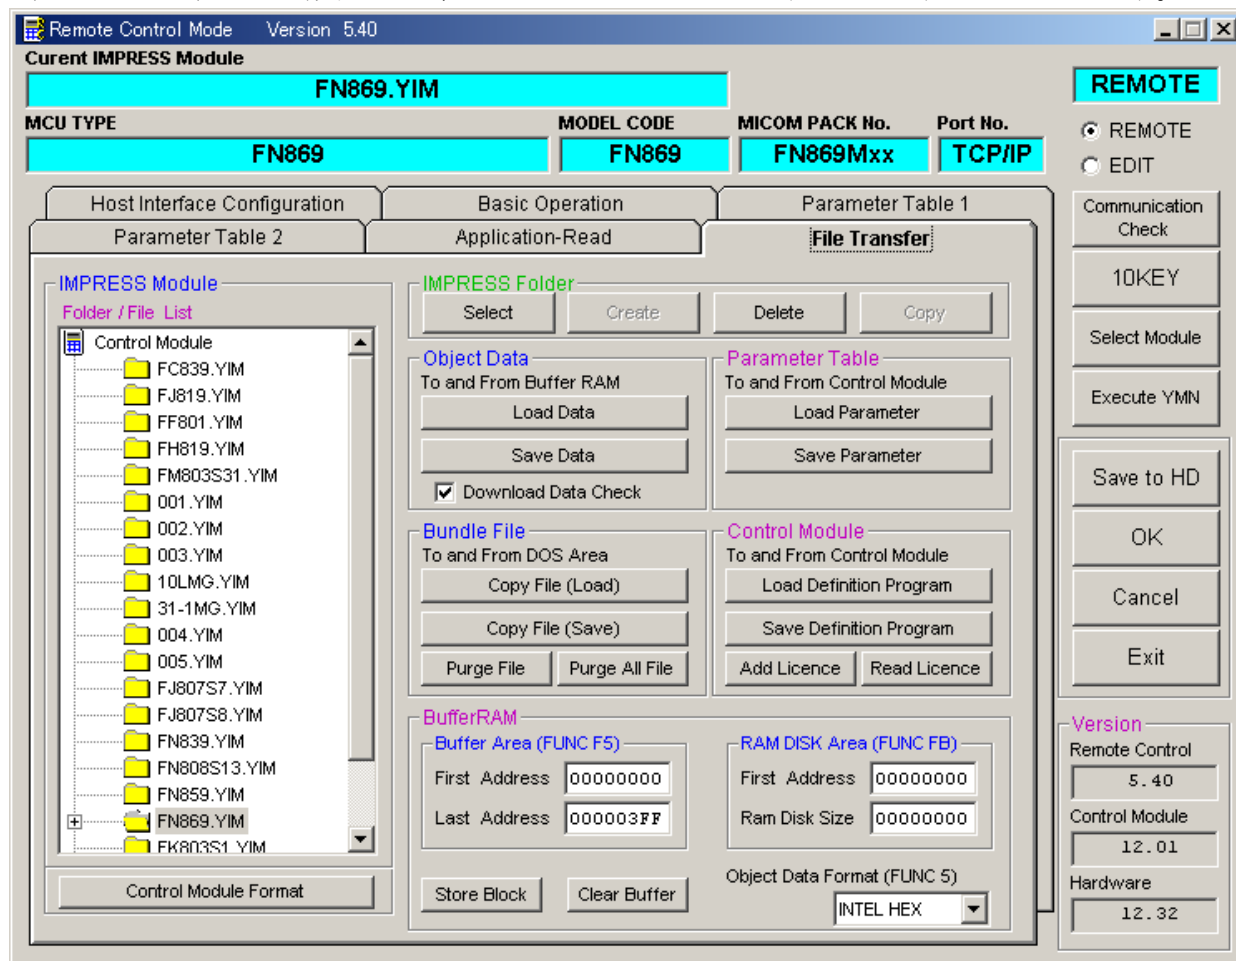 Remote Control Mode Version 5.40
Curent IMPRESS Module
FN869.YIM
REMOTE
MCU TYPE MODEL CODE MICOM PACK No. Port No.
FN869 FN869 FN869Mxx TCP/IP
REMOTE
EDIT
Host Interface Configuration Basic Operation Parameter Table 1
Parameter Table 2 Application-Read File Transfer
Communication
Check
10KEY
Select Module
Execute YMN
Save to HD
OK
Cancel
Exit
IMPRESS Module
Folder / File List
Control Module
FC839.YIM
FJ819.YIM
FF801.YIM
FH819.YIM
FM803S31.YIM
001.YIM
002.YIM
003.YIM
10LMG.YIM
31-1MG.YIM
004.YIM
005.YIM
FJ807S7.YIM
FJ807S8.YIM
FN839.YIM
FN808S13.YIM
FN859.YIM
FN869.YIM
FK803S1.YIM
Control Module Format
IMPRESS Folder
Select Create Delete Copy
Object Data
To and From Buffer RAM
Load Data
Save Data
Download Data Check
Parameter Table
To and From Control Module
Load Parameter
Save Parameter
Bundle File
To and From DOS Area
Copy File (Load)
Copy File (Save)
Purge File Purge All File
Control Module
To and From Control Module
Load Definition Program
Save Definition Program
Add Licence Read Licence
BufferRAM
Buffer Area (FUNC F5)
First Address 00000000
Last Address 000003FF
RAM DISK Area (FUNC FB)
First Address 00000000
Ram Disk Size 00000000
Store Block Clear Buffer
Object Data Format (FUNC 5)
INTEL HEX
Version
Remote Control
5.40
Control Module
12.01
Hardware
12.32